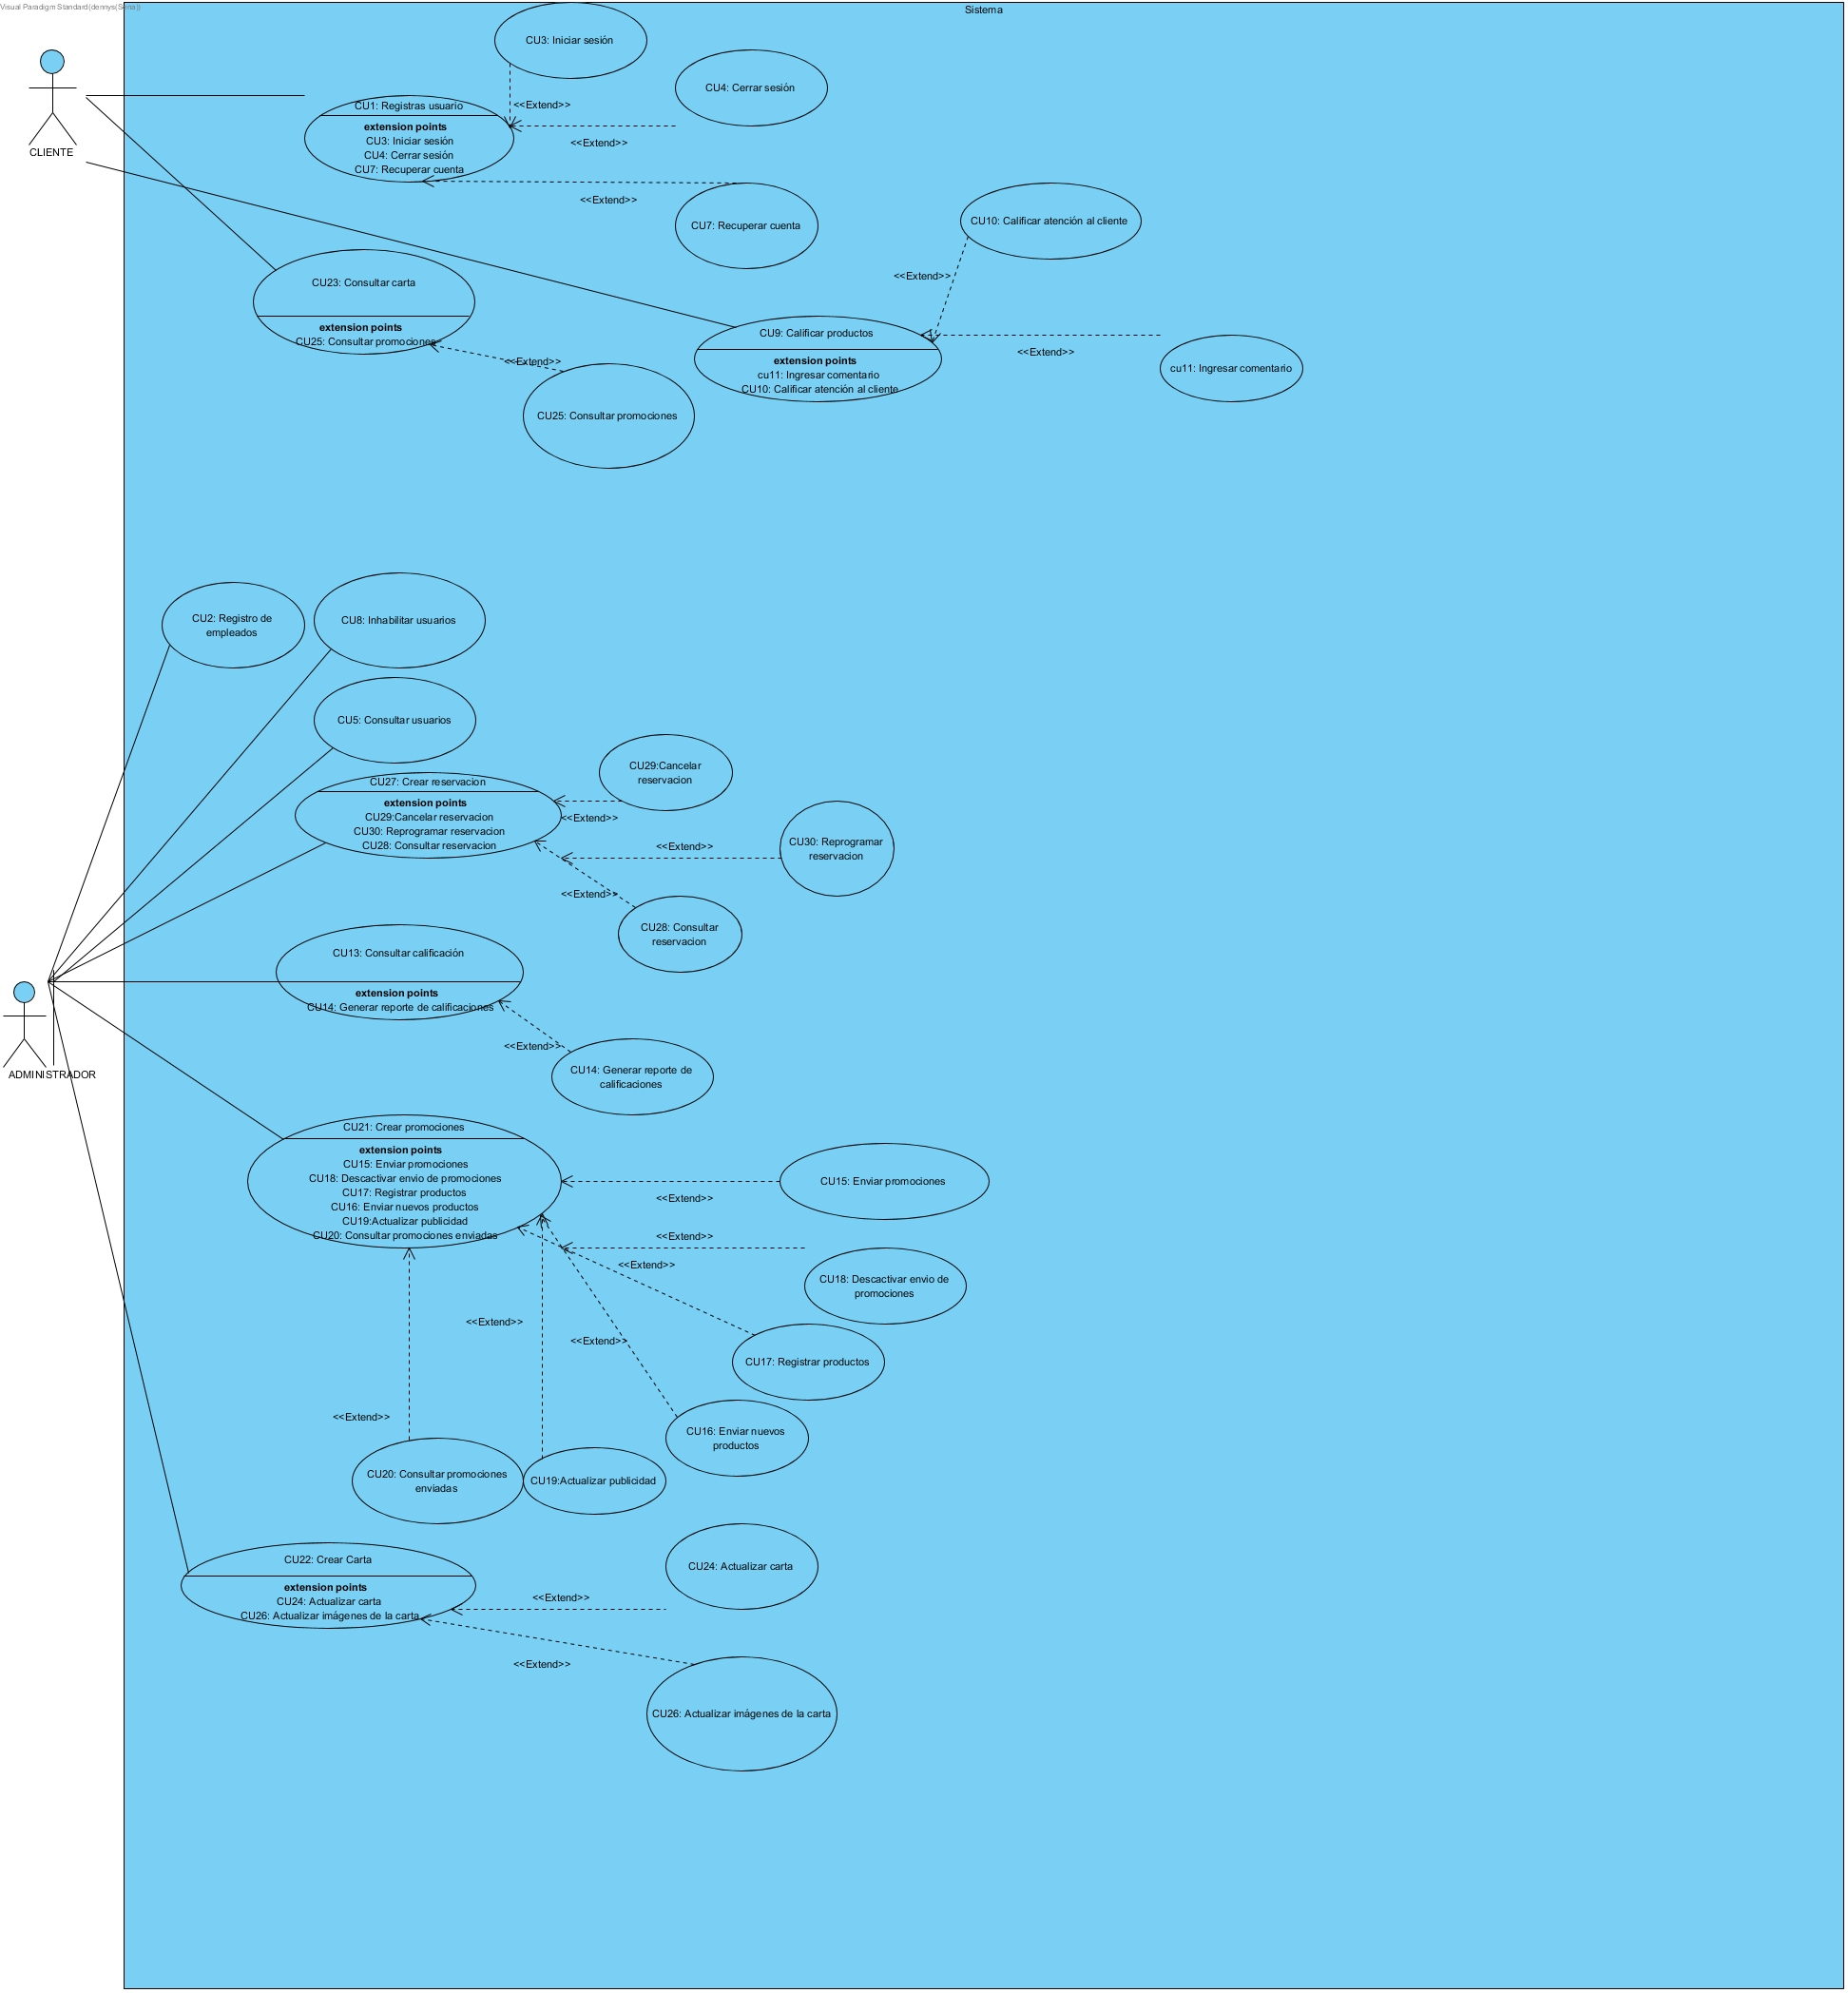 Visual Paradigm Standard(dennys(Sena))
Sistema
CLIENTE
CU3: Iniciar sesión
CU4: Cerrar sesión
<<Extend>>
CU1: Registras usuario
extension points
CU3: Iniciar sesión
CU4: Cerrar sesión
CU7: Recuperar cuenta
<<Extend>>
<<Extend>>
CU7: Recuperar cuenta
CU10: Calificar atención al cliente
<<Extend>>
CU23: Consultar carta
extension points
CU25: Consultar promociones
<<Extend>>
CU25: Consultar promociones
CU9: Calificar productos
extension points
cu11: Ingresar comentario
CU10: Calificar atención al cliente
<<Extend>>
cu11: Ingresar comentario
CU2: Registro de
empleados
CU8: Inhabilitar usuarios
CU5: Consultar usuarios
CU27: Crear reservacion
extension points
CU29:Cancelar reservacion
CU30: Reprogramar reservacion
CU28: Consultar reservacion
CU29:Cancelar
reservacion
<<Extend>>
<<Extend>>
CU30: Reprogramar
reservacion
<<Extend>>
CU28: Consultar
reservacion
CU13: Consultar calificación
extension points
CU14: Generar reporte de calificaciones
<<Extend>>
CU14: Generar reporte de
calificaciones
ADMINISTRADOR
CU21: Crear promociones
extension points
CU15: Enviar promociones
CU18: Descactivar envio de promociones
CU17: Registrar productos
CU16: Enviar nuevos productos
CU19:Actualizar publicidad
CU20: Consultar promociones enviadas
CU15: Enviar promociones
<<Extend>>
<<Extend>>
<<Extend>>
CU18: Descactivar envio de
promociones
<<Extend>>
<<Extend>>
CU17: Registrar productos
<<Extend>>
CU16: Enviar nuevos
productos
CU20: Consultar promociones
enviadas
CU19:Actualizar publicidad
CU22: Crear Carta
extension points
CU24: Actualizar carta
CU26: Actualizar imágenes de la carta
CU24: Actualizar carta
<<Extend>>
<<Extend>>
CU26: Actualizar imágenes de la carta